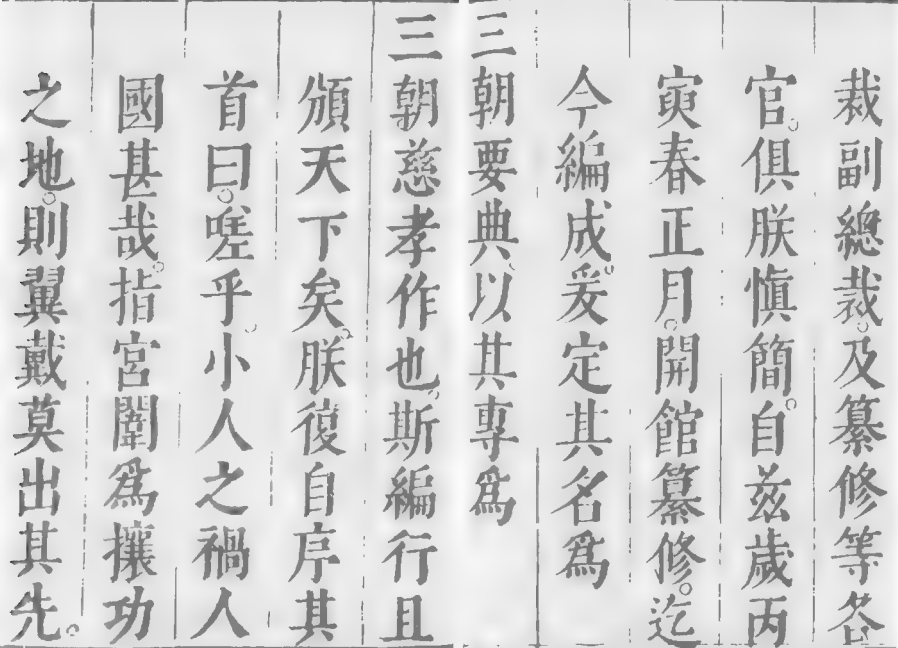 裁副總裁。及纂修等各
官。俱朕愼簡。自茲歲丙
寅春正月。開館纂修。迄
今編成。爰定其名爲
三朝要典、以其專爲
三朝慈孝作也。斯編行且
頒天下矣。朕復自序其
首曰。嗟乎。小人之禍人
國甚哉。指宮闈爲攘功
之地。則翼戴莫出其先。